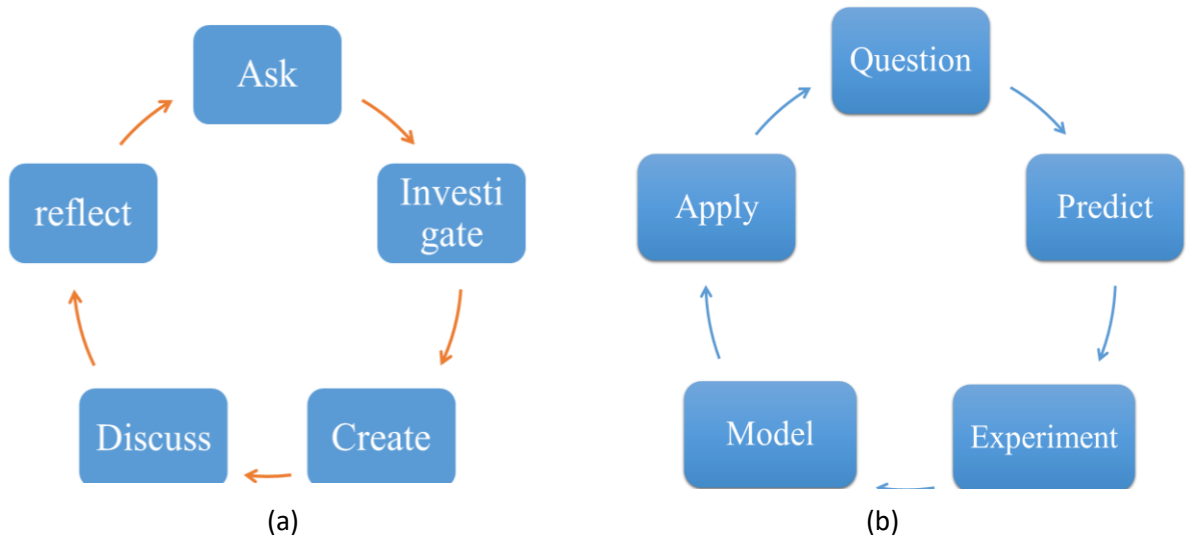 Ask
Investi
gate
Create
Discuss
reflect
(a)
Question
Predict
Experiment
Model
Apply
(b)